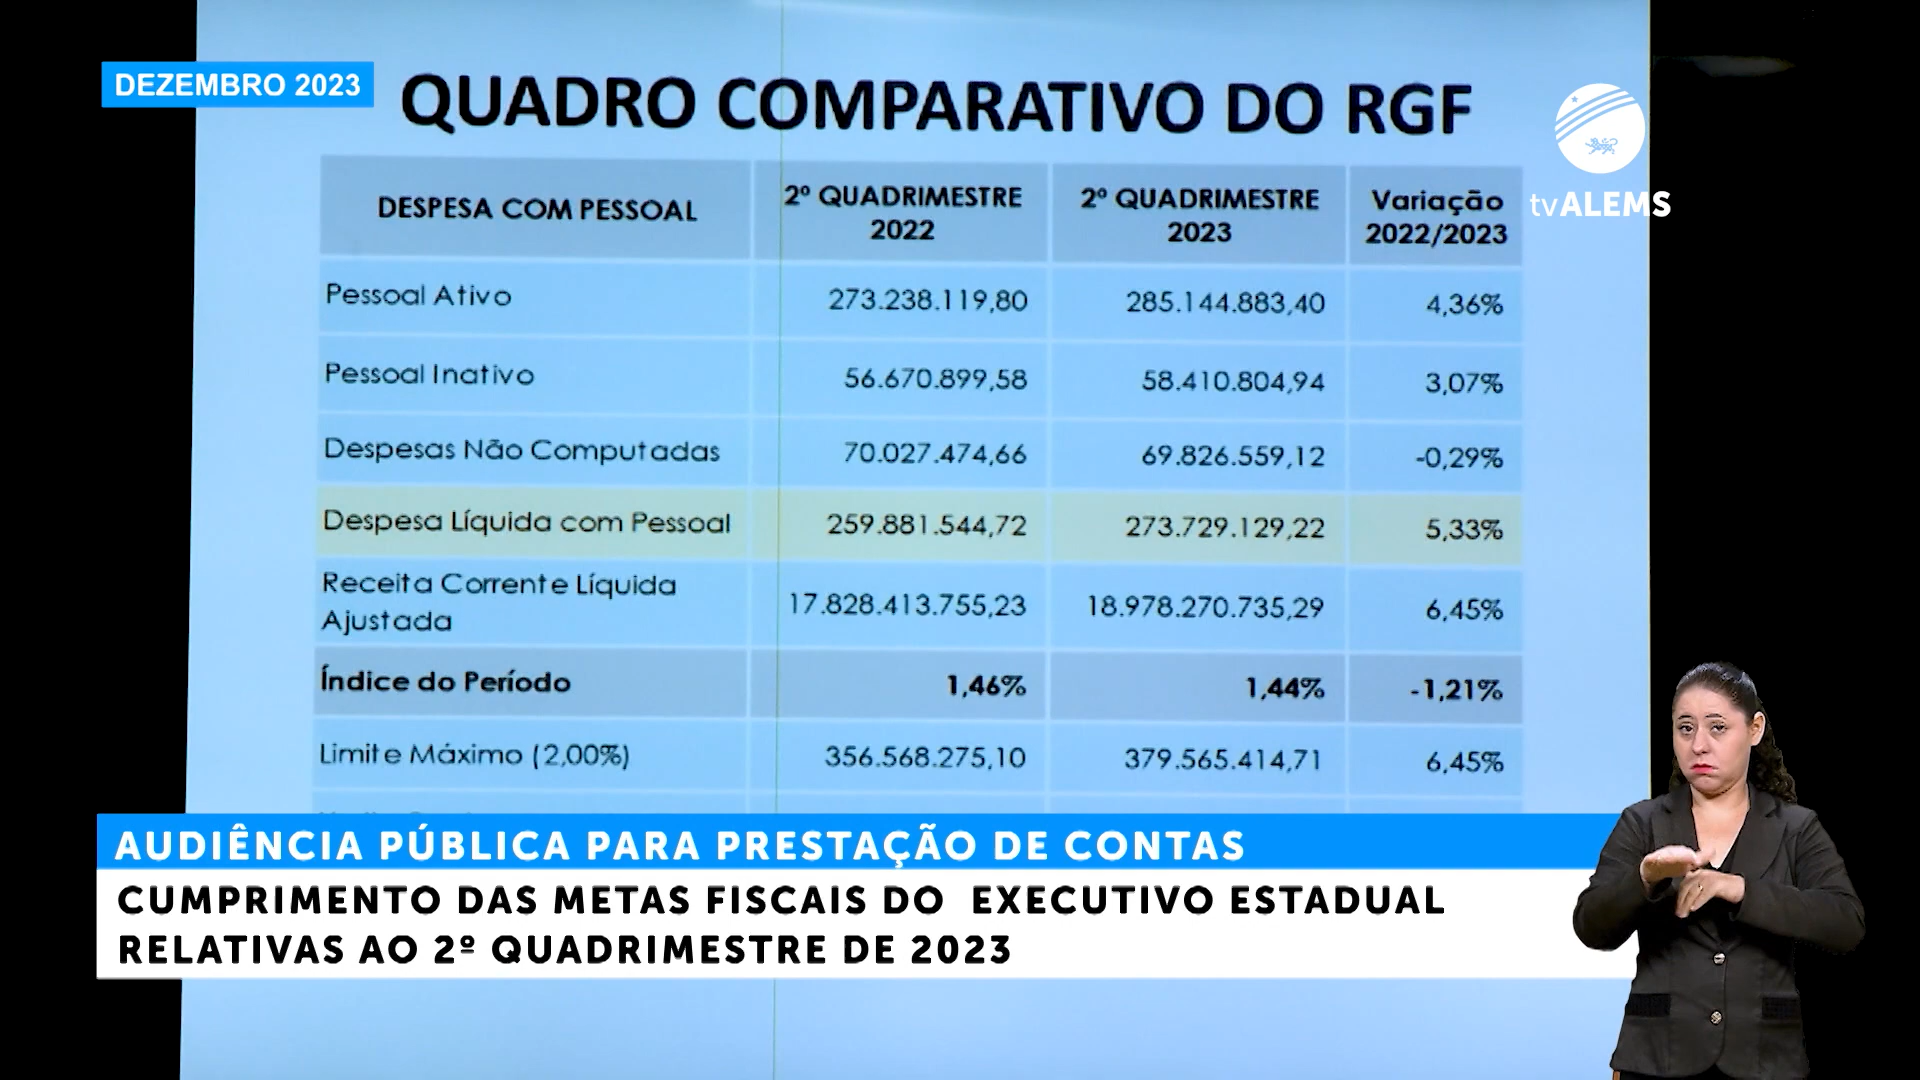 DEZEMBRO 2023
QUADRO COMPARATIVO DO RGF
tvALEMS
DESPESA COM PESSOAL
2º QUADRIMESTRE
2022
2º QUADRIMESTRE
2023
Variação
2022/2023
Pessoal Ativo 273.238.119,80 285.144.883,40 4,36%
Pessoal Inativo 56.670.899,58 58.410.804,94 3,07%
Despesas Não Computadas 70.027.474,66 69.826.559,12 -0,29%
Despesa Líquida com Pessoal 259.881.544,72 273.729.129,22 5,33%
Receita Corrente Líquida
Ajustada
17.828.413.755,23 18.978.270.735,29 6,45%
Índice do Período 1,46% 1,44% -1,21%
Limite Máximo (2,00%) 356.568.275,10 379.565.414,71 6,45%
AUDIÊNCIA PÚBLICA PARA PRESTAÇÃO DE CONTAS
CUMPRIMENTO DAS METAS FISCAIS DO EXECUTIVO ESTADUAL
RELATIVAS AO 2º QUADRIMESTRE DE 2023